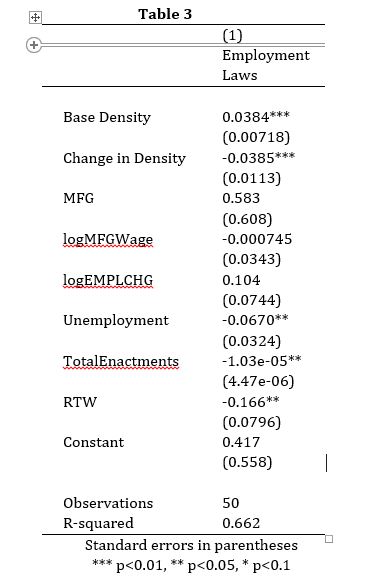 Table 3
(1)
Employment
Laws
Base Density 0.0384***
(0.00718)
Change in Density -0.0385***
(0.0113)
MFG 0.583
(0.608)
logMFGWage -0.000745
(0.0343)
logEMPLCHG 0.104
(0.0744)
Unemployment -0.0670**
(0.0324)
TotalEnactments -1.03e-05**
(4.47e-06)
RTW -0.166**
(0.0796)
Constant 0.417
(0.558)
Observations 50
R-squared 0.662
Standard errors in parentheses
*** p<0.01, ** p<0.05, * p<0.1